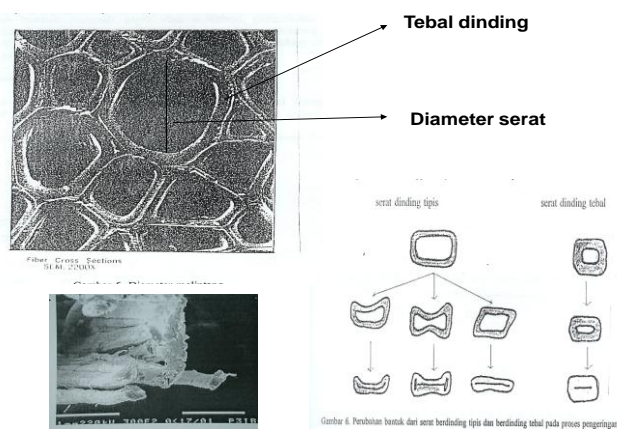 Tebal dinding
Diameter serat
Fiber Cross Sections
SEM. 2200X
serat dinding tipis
serat dinding tebal
Gambar 6. Perubahan bentuk dari serat berdinding tipis dan berdinding tebal pada proses pengeringan